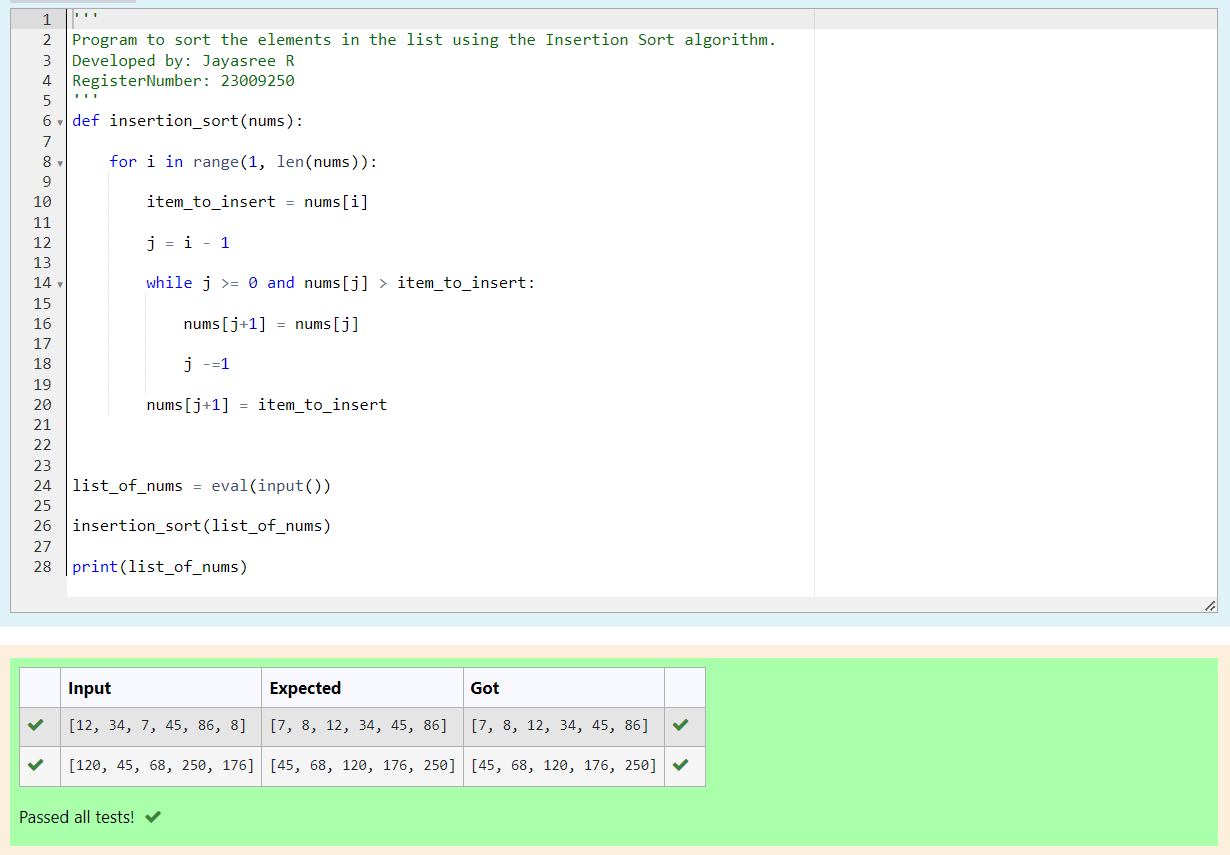 1 '''
2 Program to sort the elements in the list using the Insertion Sort algorithm.
3 Developed by: Jayasree R
4 RegisterNumber: 23009250
5 '''
6 def insertion_sort(nums):
7
8     for i in range(1, len(nums)):
9
10         item_to_insert = nums[i]
11
12         j = i - 1
13
14         while j >= 0 and nums[j] > item_to_insert:
15
16             nums[j+1] = nums[j]
17
18             j -=1
19
20         nums[j+1] = item_to_insert
21
22
23
24 list_of_nums = eval(input())
25
26 insertion_sort(list_of_nums)
27
28 print(list_of_nums)
Input Expected Got
[12, 34, 7, 45, 86, 8] [7, 8, 12, 34, 45, 86] [7, 8, 12, 34, 45, 86]
[120, 45, 68, 250, 176] [45, 68, 120, 176, 250] [45, 68, 120, 176, 250]
Passed all tests!